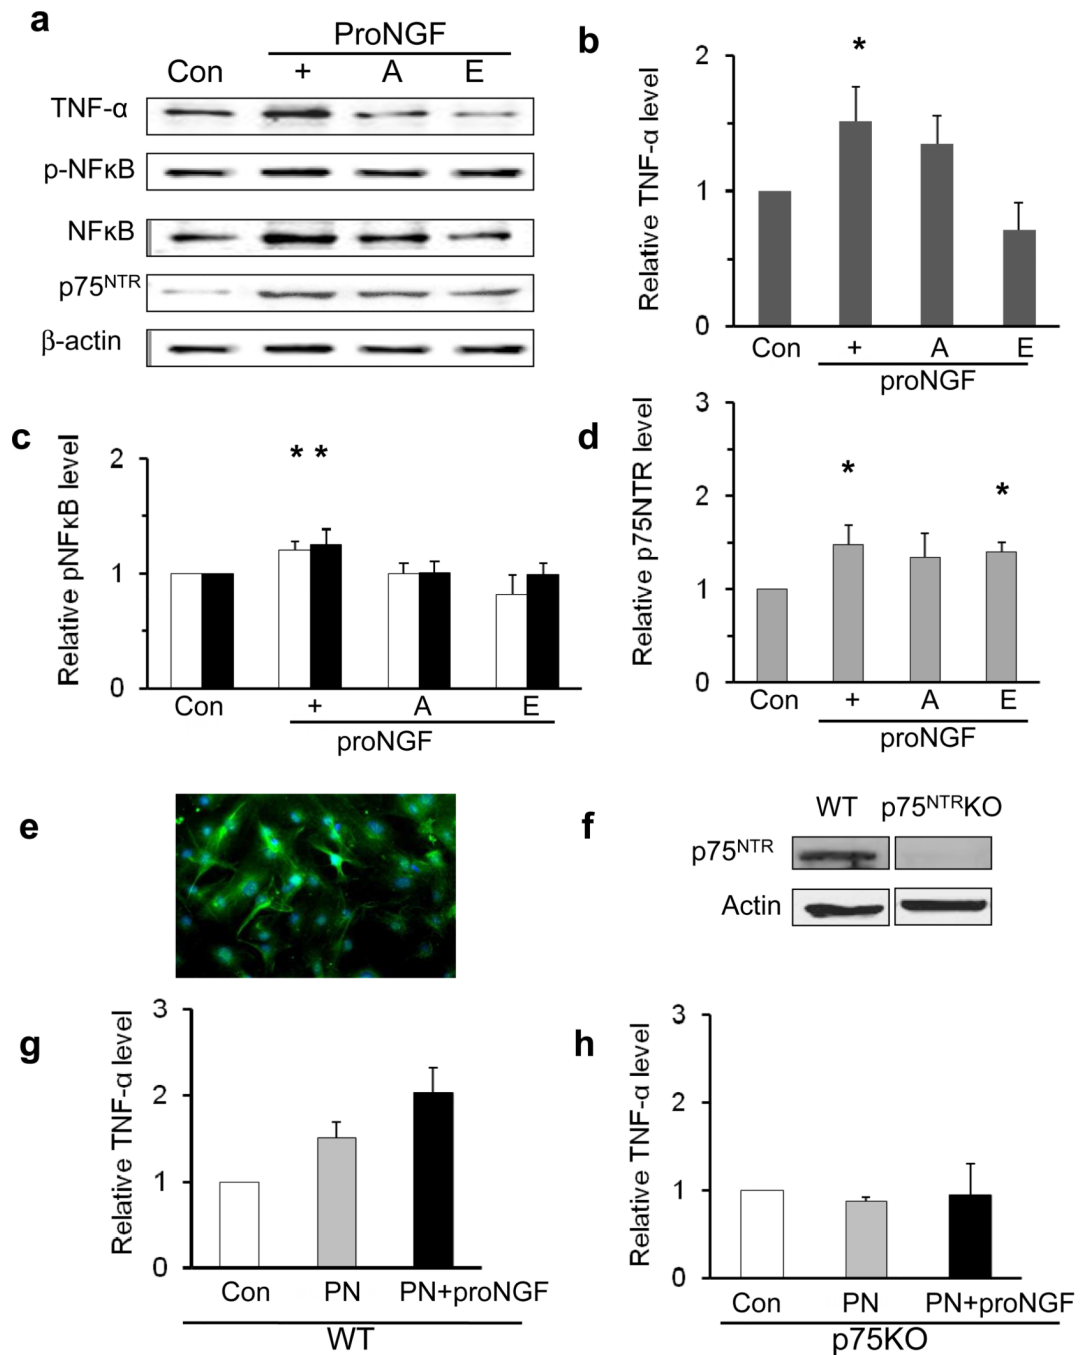 a
ProNGF
Con + A E
TNF-α
p-NFκB
NFκB
p75NTR
β-actin
b
Relative TNF-α level
2
1
0
*
Con + A E
proNGF
c
Relative pNFκB level
2
1
0
* *
Con + A E
proNGF
d
Relative p75NTR level
3
2
1
0
* *
Con + A E
proNGF
e
f
WT p75NTRKO
p75NTR
Actin
g
Relative TNF-α level
3
2
1
0
Con PN PN+proNGF
WT
h
Relative TNF-α level
3
2
1
0
Con PN PN+proNGF
p75KO